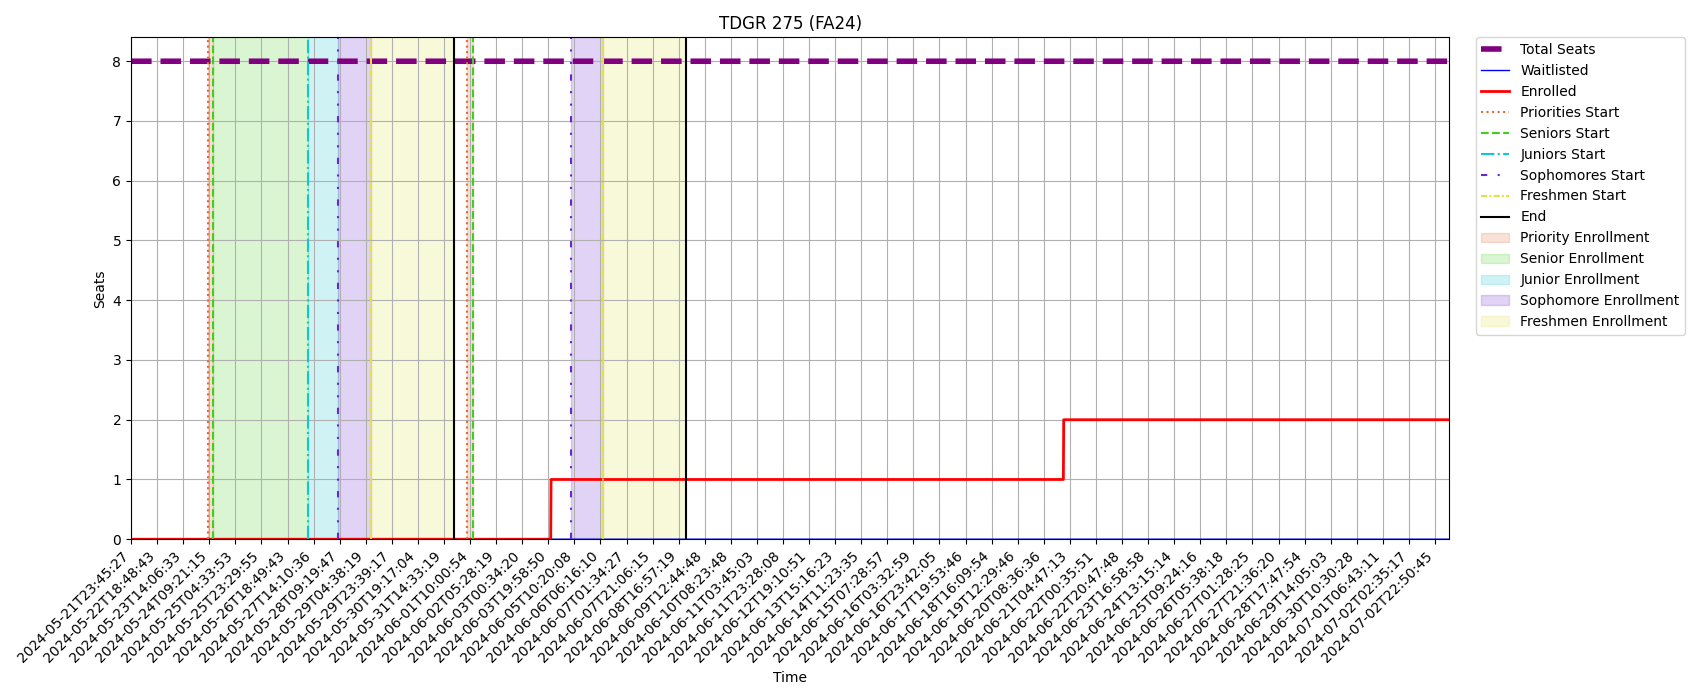 TDGR 275 (FA24)
Seats
8
7
6
5
4
3
2
1
0
2024-05-21T23:45:27
2024-05-22T18:48:43
2024-05-23T14:06:33
2024-05-24T09:21:15
2024-05-25T04:33:53
2024-05-25T23:29:55
2024-05-26T18:49:43
2024-05-27T14:10:36
2024-05-28T09:19:47
2024-05-29T04:38:19
2024-05-29T23:39:17
2024-05-30T19:17:04
2024-05-31T14:33:19
2024-06-01T10:00:54
2024-06-02T05:28:19
2024-06-03T00:34:20
2024-06-03T19:58:50
2024-06-05T10:20:08
2024-06-06T06:16:10
2024-06-07T01:34:27
2024-06-07T21:06:15
2024-06-08T16:57:19
2024-06-09T12:44:48
2024-06-10T08:23:48
2024-06-11T03:45:03
2024-06-11T23:28:08
2024-06-12T19:10:51
2024-06-13T15:16:23
2024-06-14T11:23:35
2024-06-15T07:28:57
2024-06-16T03:32:59
2024-06-16T23:42:05
2024-06-17T19:53:46
2024-06-18T16:09:54
2024-06-19T12:29:46
2024-06-20T08:36:36
2024-06-21T04:47:13
2024-06-22T00:35:51
2024-06-22T20:47:48
2024-06-23T16:58:58
2024-06-24T13:15:14
2024-06-25T09:24:16
2024-06-26T05:38:18
2024-06-27T01:28:25
2024-06-27T21:36:20
2024-06-28T17:47:54
2024-06-29T14:05:03
2024-06-30T10:30:28
2024-07-01T06:43:11
2024-07-02T02:35:17
2024-07-02T22:50:45
Time
Total Seats
Waitlisted
Enrolled
Priorities Start
Seniors Start
Juniors Start
Sophomores Start
Freshmen Start
End
Priority Enrollment
Senior Enrollment
Junior Enrollment
Sophomore Enrollment
Freshmen Enrollment